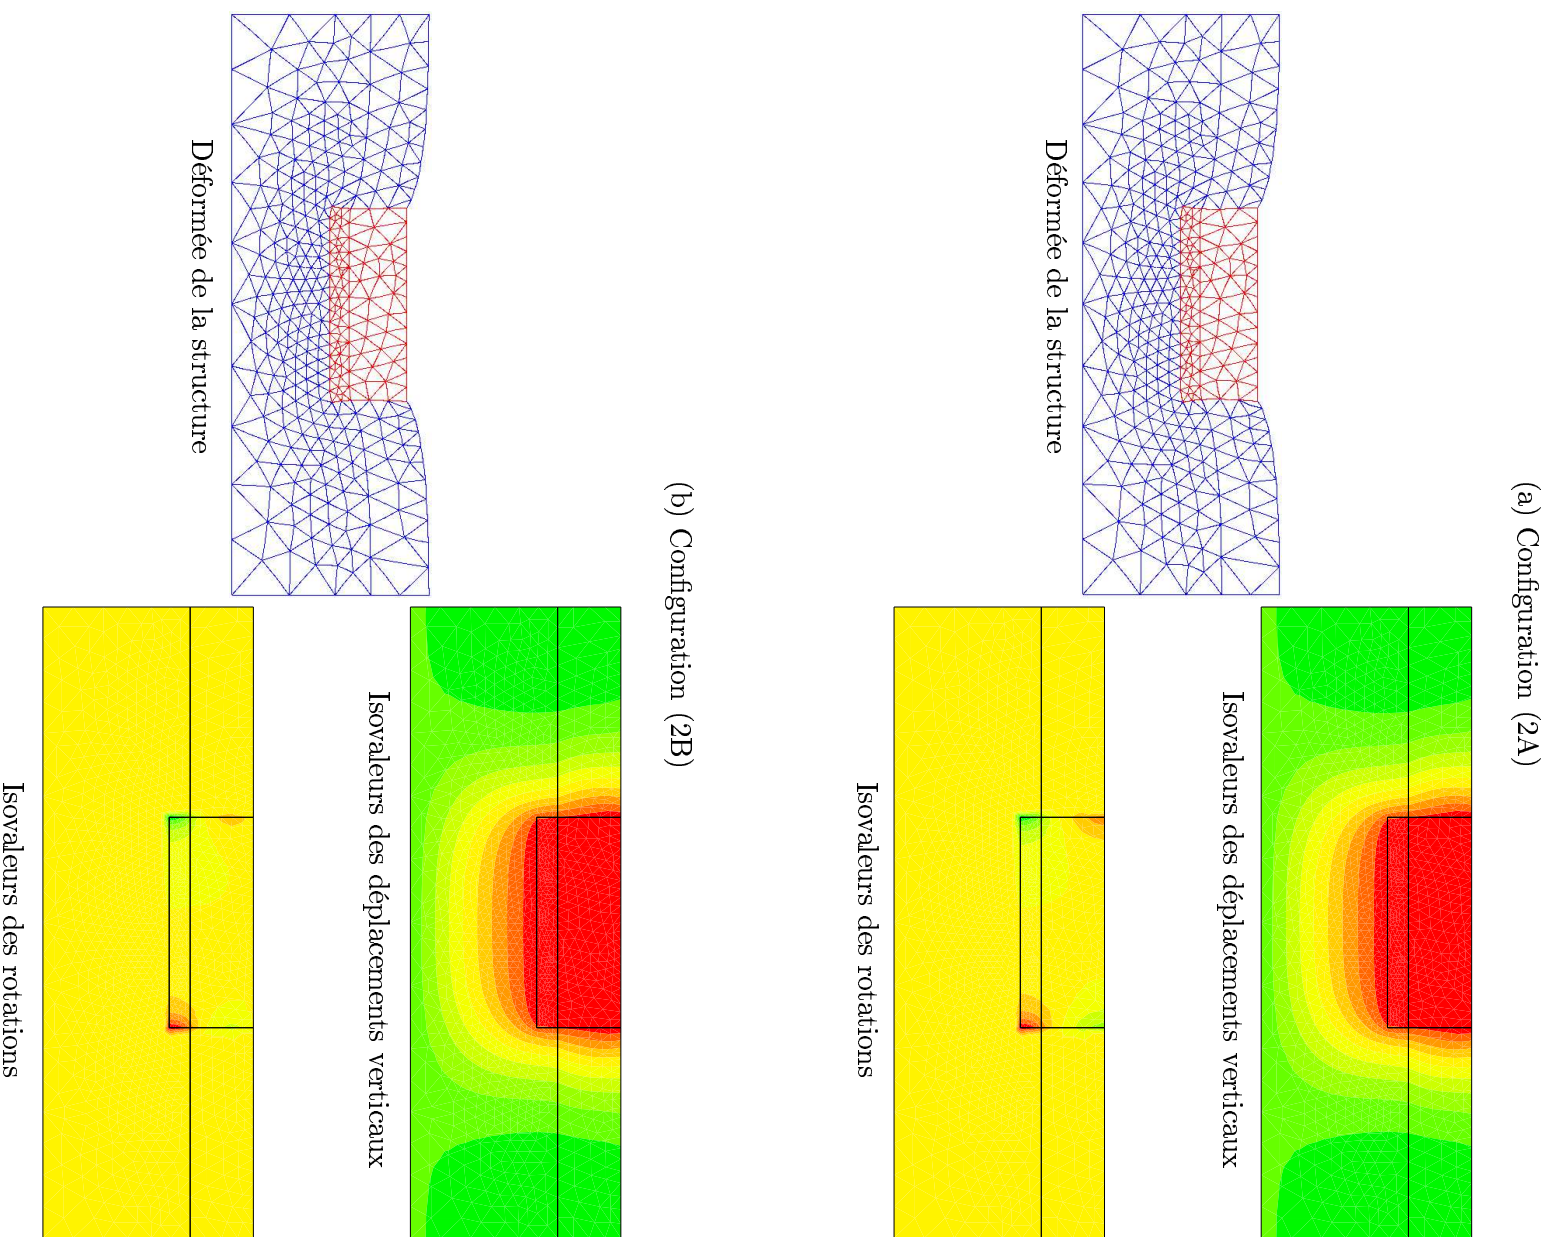 (a) Configuration (2A)
Déformée de la structure
Isovaleurs des déplacements verticaux
Isovaleurs des rotations
(b) Configuration (2B)
Déformée de la structure
Isovaleurs des déplacements verticaux
Isovaleurs des rotations